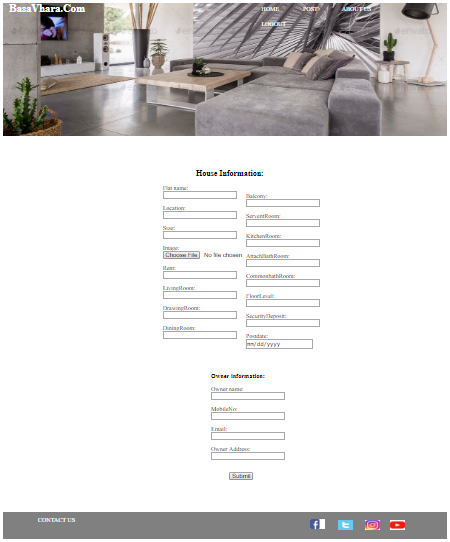 BasaVhara.Com
HOME POST ABOUT US
LOGOUT
House Information:
Flat name:
Location:
Size:
Image:
Choose File No file chosen
Rent:
LivingRoom:
DrawingRoom:
DiningRoom:
Balcony:
ServentRoom:
KitchenRoom:
AttachBathRoom:
CommonbathRoom:
FloorLevel:
SecurityDeposit:
Postdate:
mm/dd/yyyy
Owner information:
Owner name:
MobileNo:
Email:
Owner Address:
Submit
CONTACT US